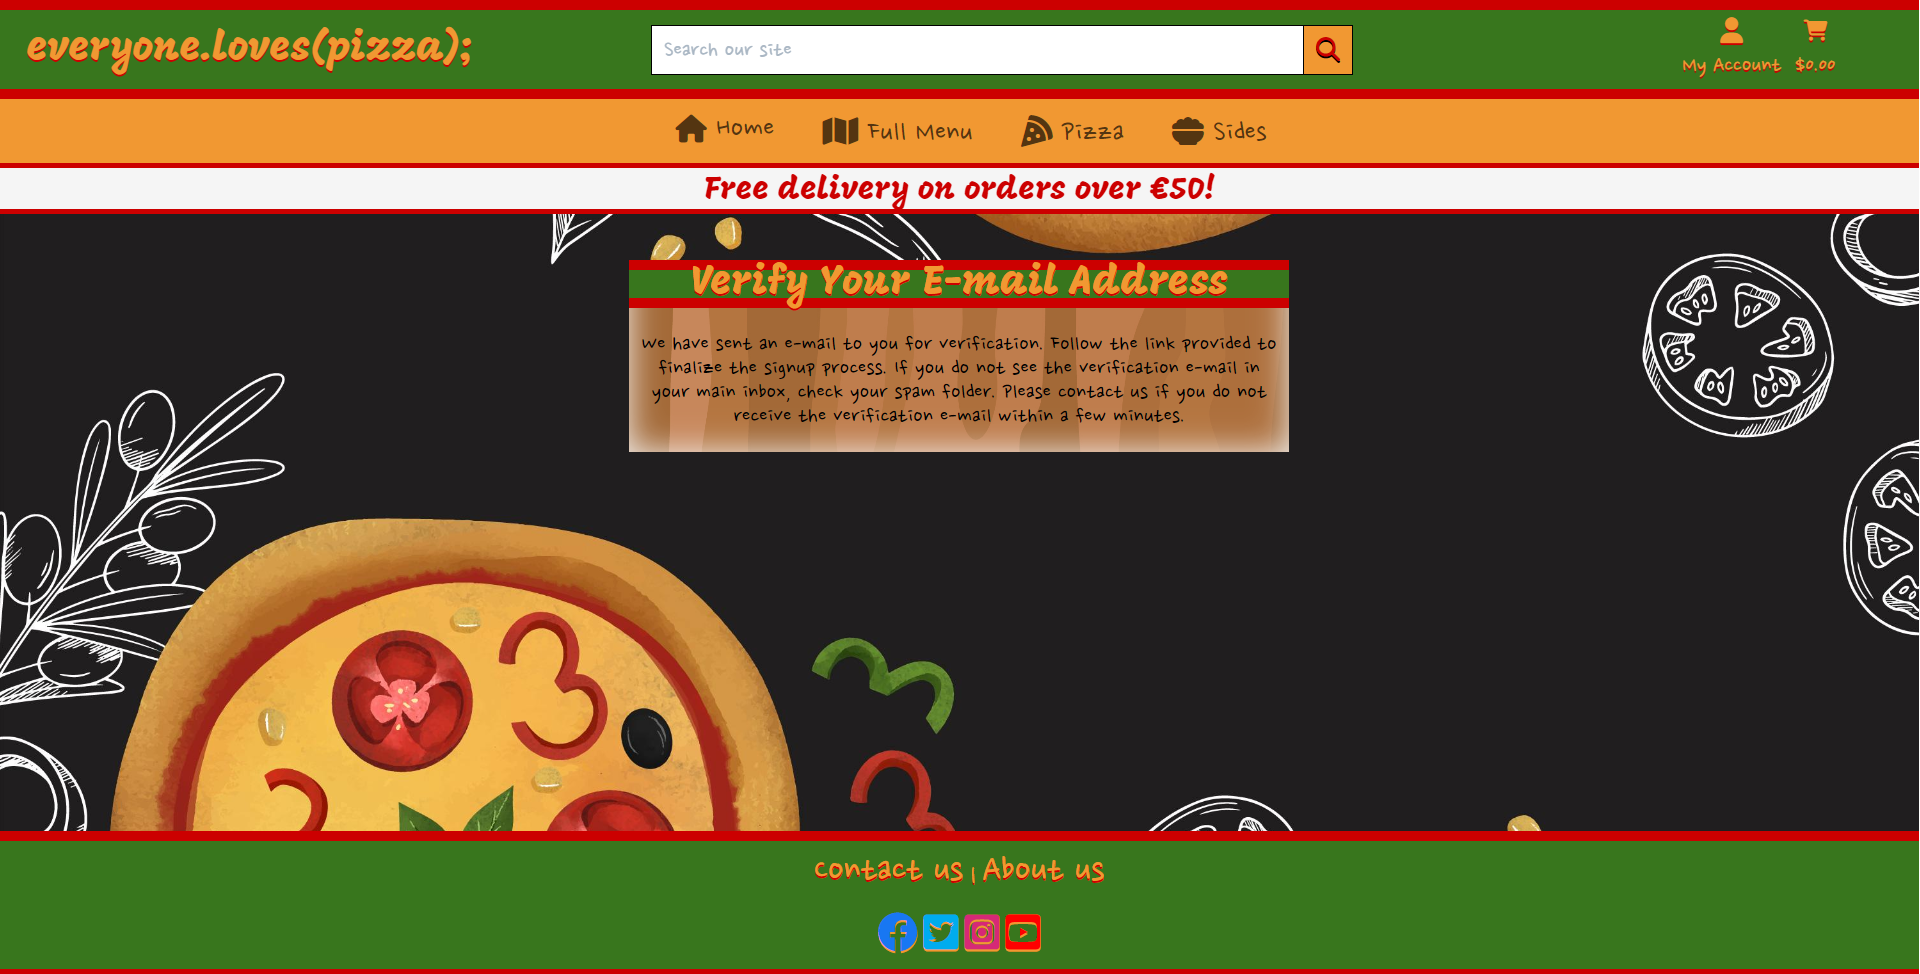 everyone.loves(pizza);
Search our site
My Account
$0.00
Home
Full Menu
Pizza
Sides
Free delivery on orders over €50!
Verify Your E-mail Address
We have sent an e-mail to you for verification. Follow the link provided to
finalize the signup process. If you do not see the verification e-mail in
your main inbox, check your spam folder. Please contact us if you do not
receive the verification e-mail within a few minutes.
Contact us | About us